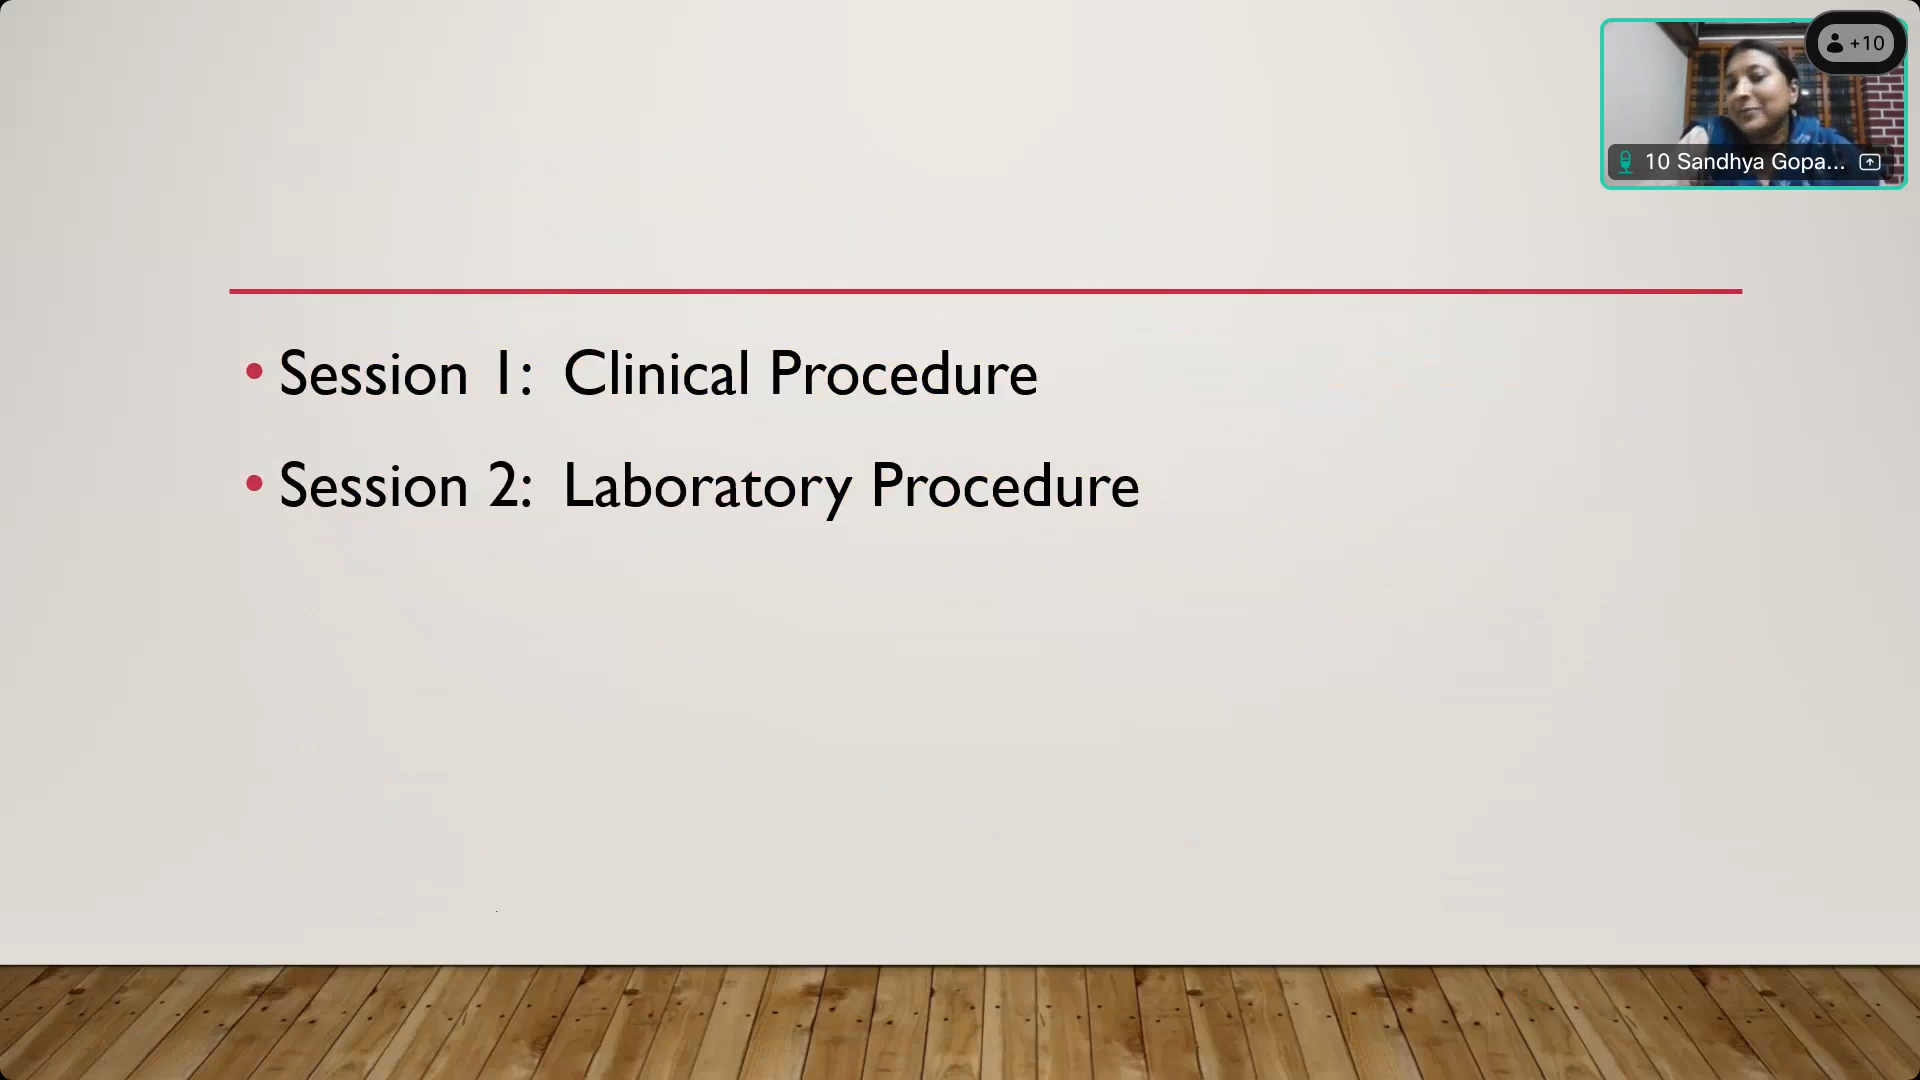 +10
10 Sandhya Gopa...
• Session 1: Clinical Procedure
• Session 2: Laboratory Procedure